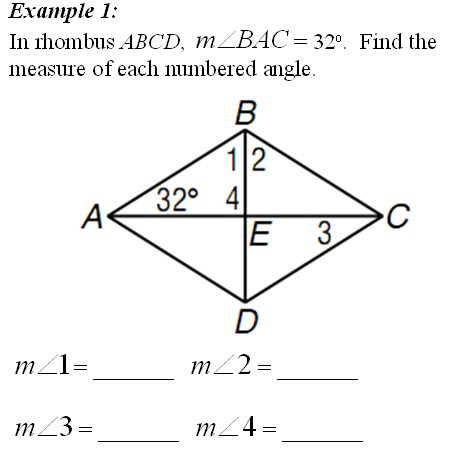 Example 1:
In rhombus ABCD, m∠BAC = 32°. Find the
measure of each numbered angle.
B
1 2
A 32° 4 C
E 3
D
m∠1= ______ m∠2 = ______
m∠3 = ______ m∠4 = ______